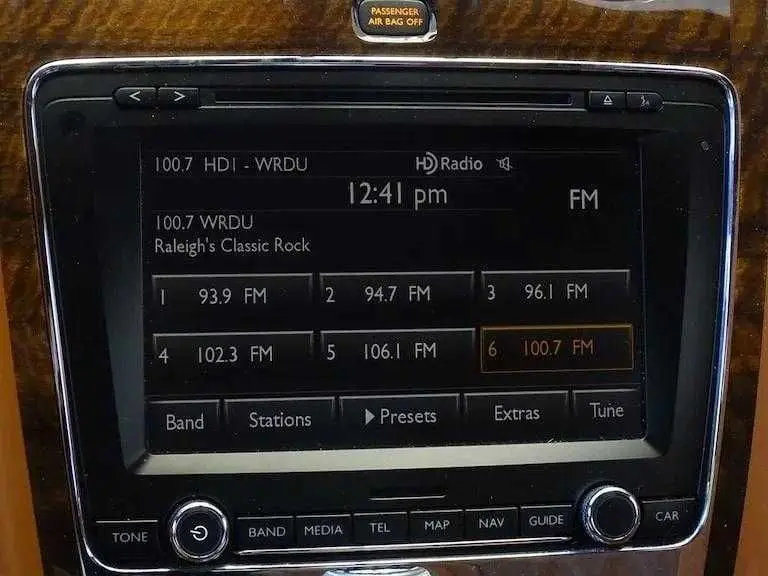 PASSENGER
AIR BAG OFF
100.7 HD1 - WRDU HD Radio
12:41 pm
FM
100.7 WRDU
Raleigh's Classic Rock
1 93.9 FM 2 94.7 FM 3 96.1 FM
4 102.3 FM 5 106.1 FM 6 100.7 FM
Band Stations Presets Extras Tune
TONE BAND MEDIA TEL MAP NAV GUIDE CAR